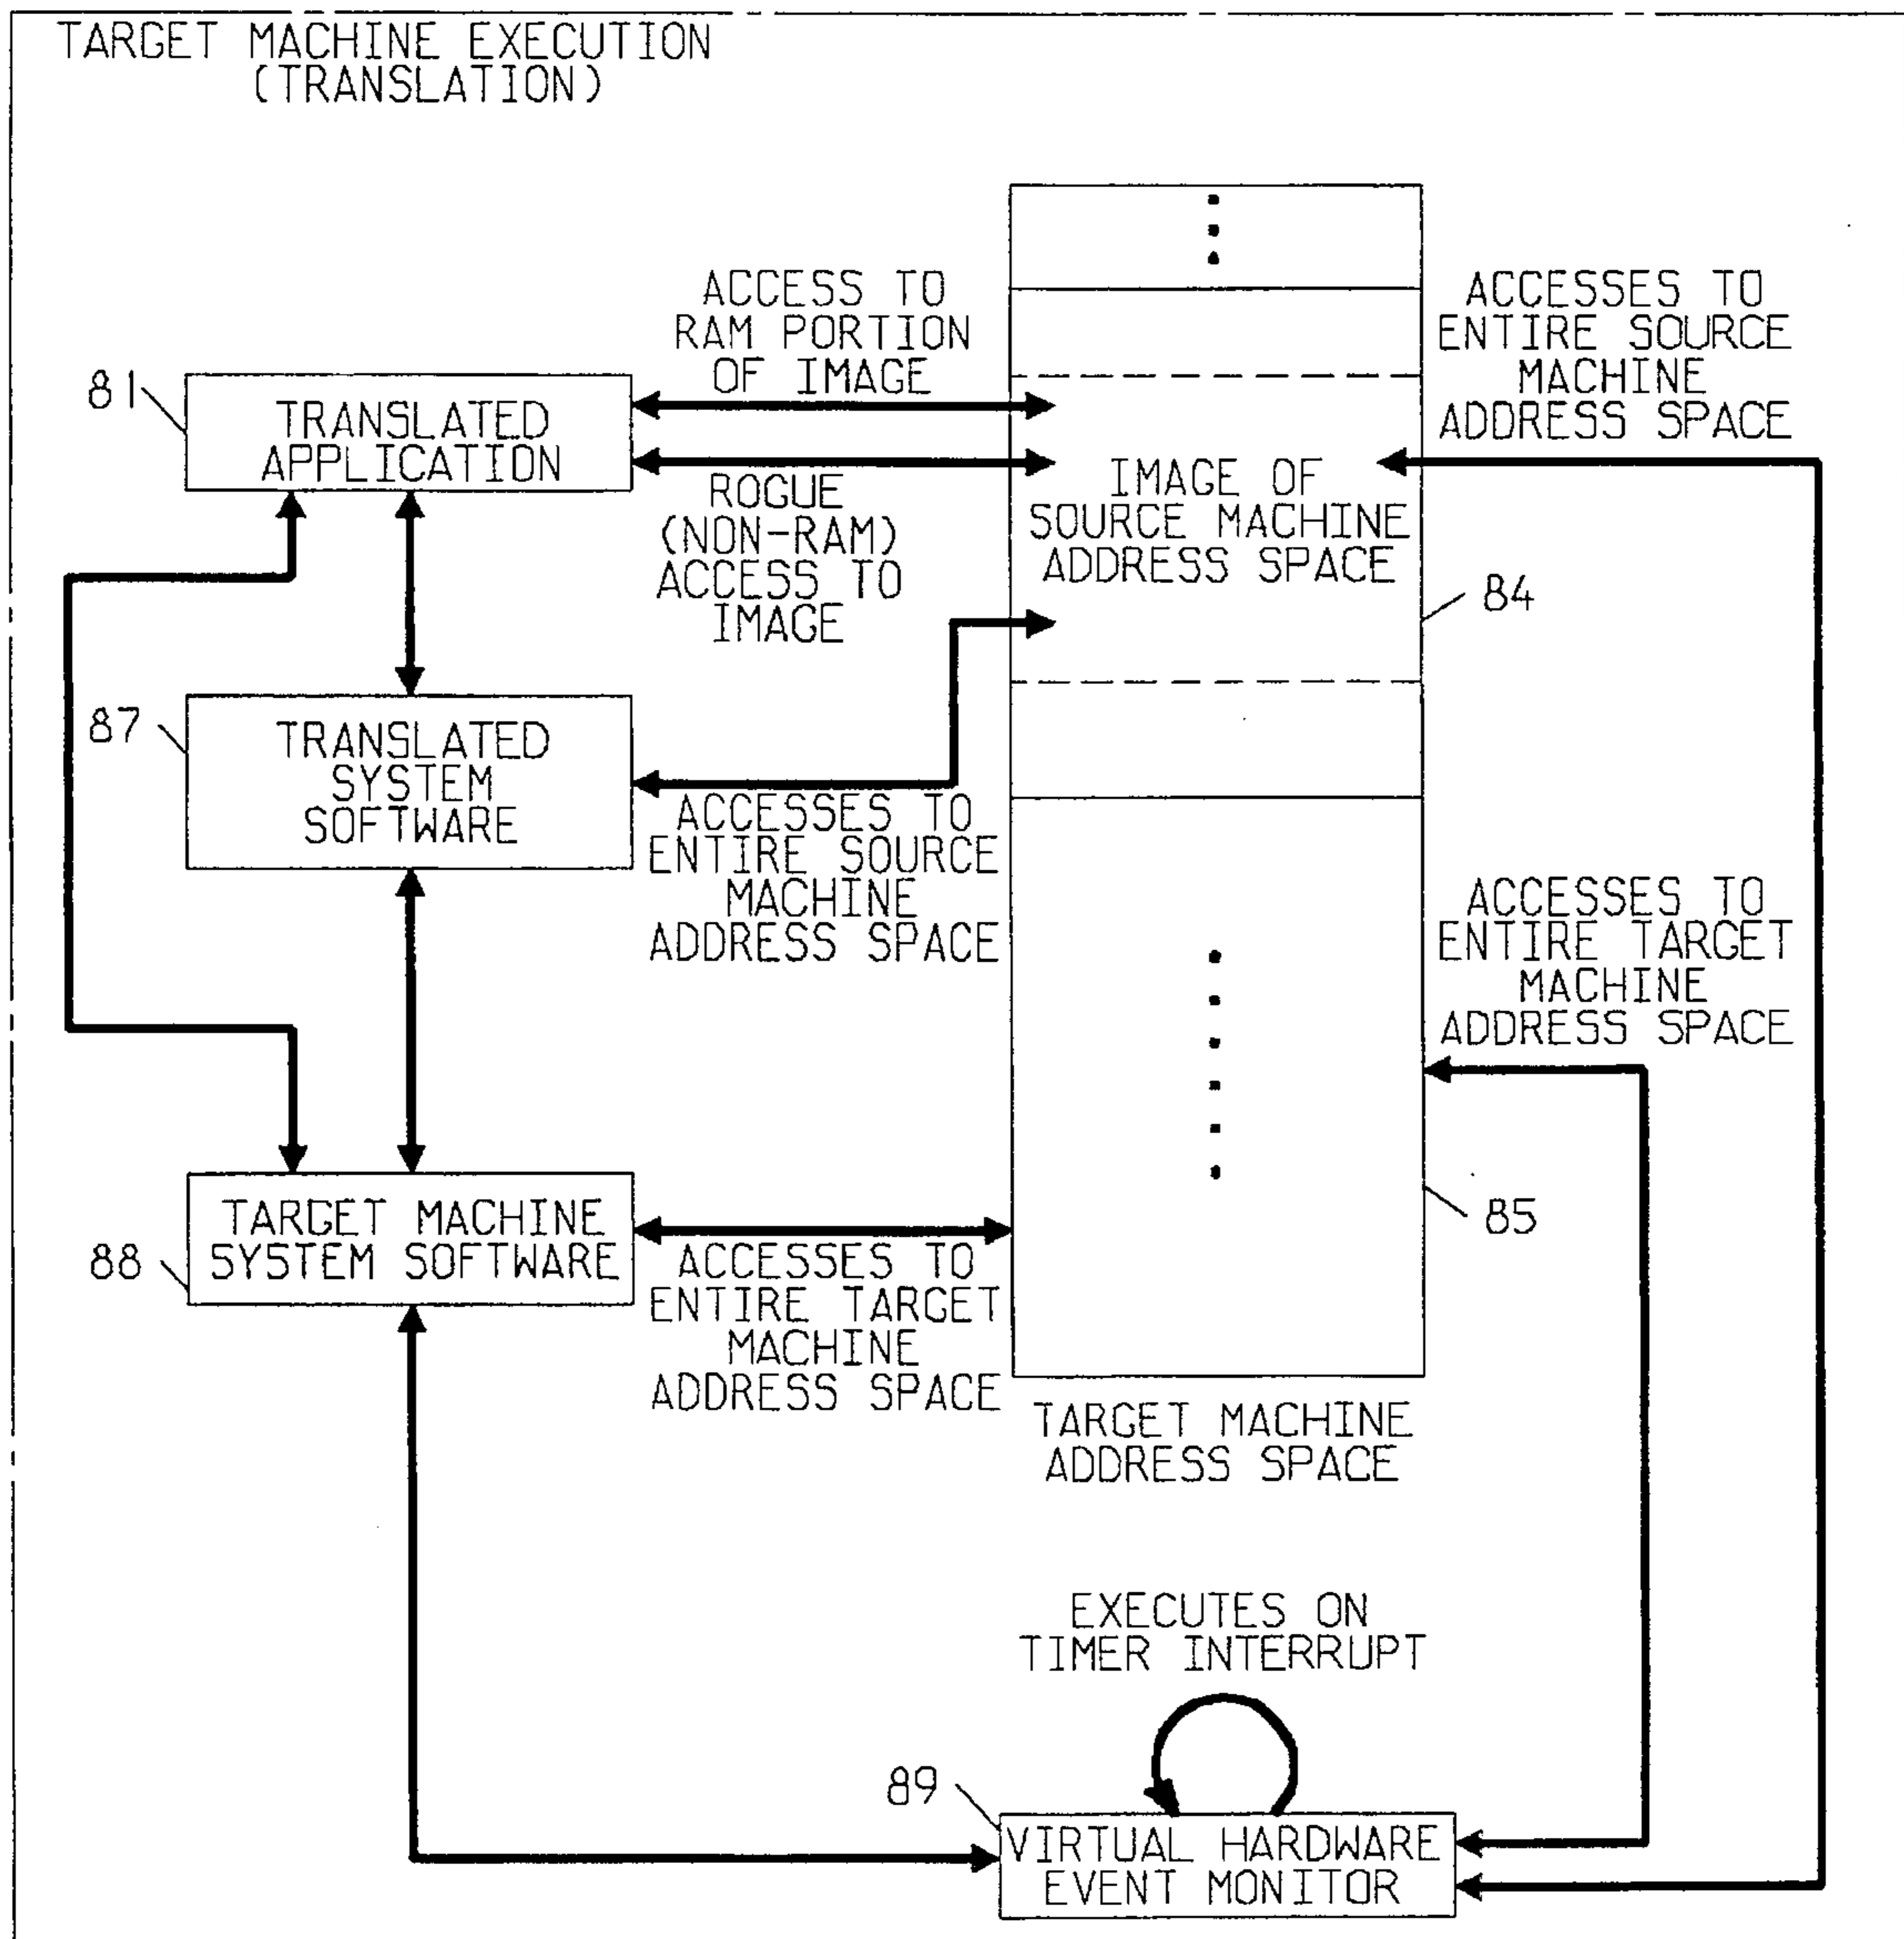 TARGET MACHINE EXECUTION
(TRANSLATION)
ACCESS TO
RAM PORTION
OF IMAGE
ACCESSES TO
ENTIRE SOURCE
MACHINE
ADDRESS SPACE
81
TRANSLATED
APPLICATION
ROGUE
(NON-RAM)
ACCESS TO
IMAGE
IMAGE OF
SOURCE MACHINE
ADDRESS SPACE
84
87
TRANSLATED
SYSTEM
SOFTWARE
ACCESSES TO
ENTIRE SOURCE
MACHINE
ADDRESS SPACE
ACCESSES TO
ENTIRE TARGET
MACHINE
ADDRESS SPACE
85
88
TARGET MACHINE
SYSTEM SOFTWARE
ACCESSES TO
ENTIRE TARGET
MACHINE
ADDRESS SPACE
TARGET MACHINE
ADDRESS SPACE
EXECUTES ON
TIMER INTERRUPT
89
VIRTUAL HARDWARE
EVENT MONITOR